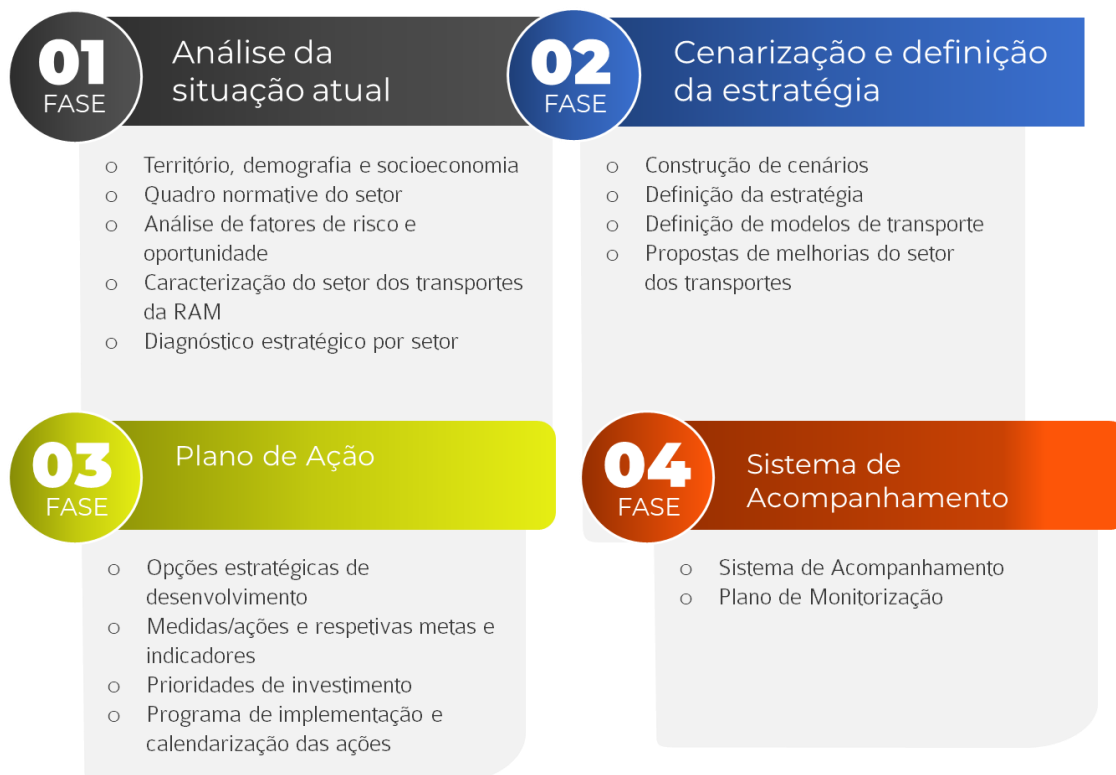 01
FASE
Análise da
situação atual
o Território, demografia e socioeconomia
o Quadro normative do setor
o Análise de fatores de risco e
oportunidade
o Caracterização do setor dos transportes
da RAM
o Diagnóstico estratégico por setor
02
FASE
Cenarização e definição
da estratégia
o Construção de cenários
o Definição da estratégia
o Definição de modelos de transporte
o Propostas de melhorias do setor
dos transportes
03
FASE
Plano de Ação
o Opções estratégicas de
desenvolvimento
o Medidas/ações e respetivas metas e
indicadores
o Prioridades de investimento
o Programa de implementação e
calendarização das ações
04
FASE
Sistema de
Acompanhamento
o Sistema de Acompanhamento
o Plano de Monitorização